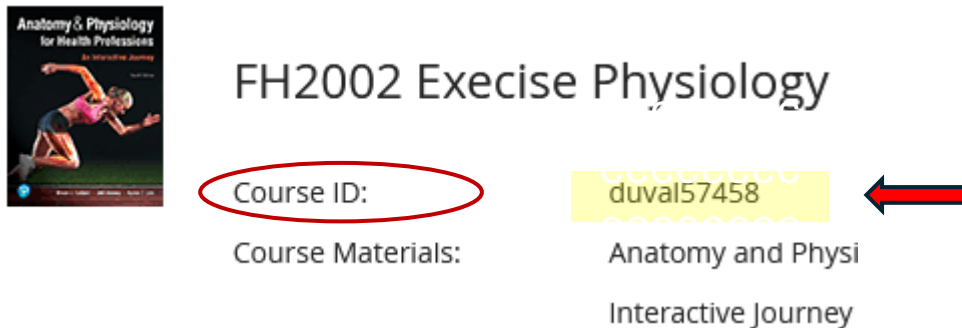 Anatomy & Physiology
for Health Professions
An Interactive Journey
FH2002 Execise Physiology
Course ID: duval57458
Course Materials: Anatomy and Physi
Interactive Journey